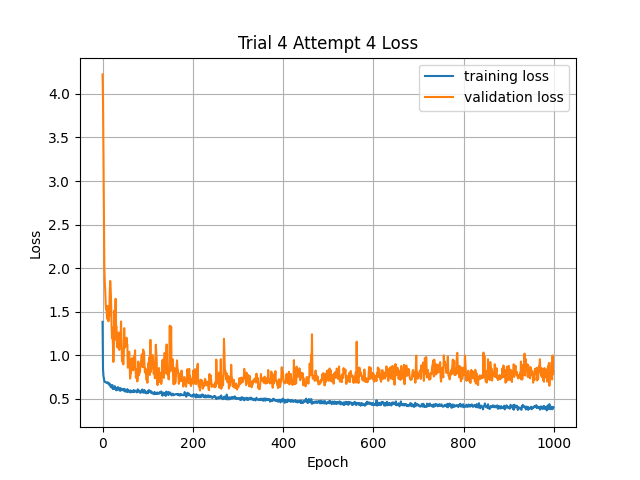 Trial 4 Attempt 4 Loss
training loss
validation loss
4.0
3.5
3.0
2.5
2.0
1.5
1.0
0.5
Loss
0 200 400 600 800 1000
Epoch